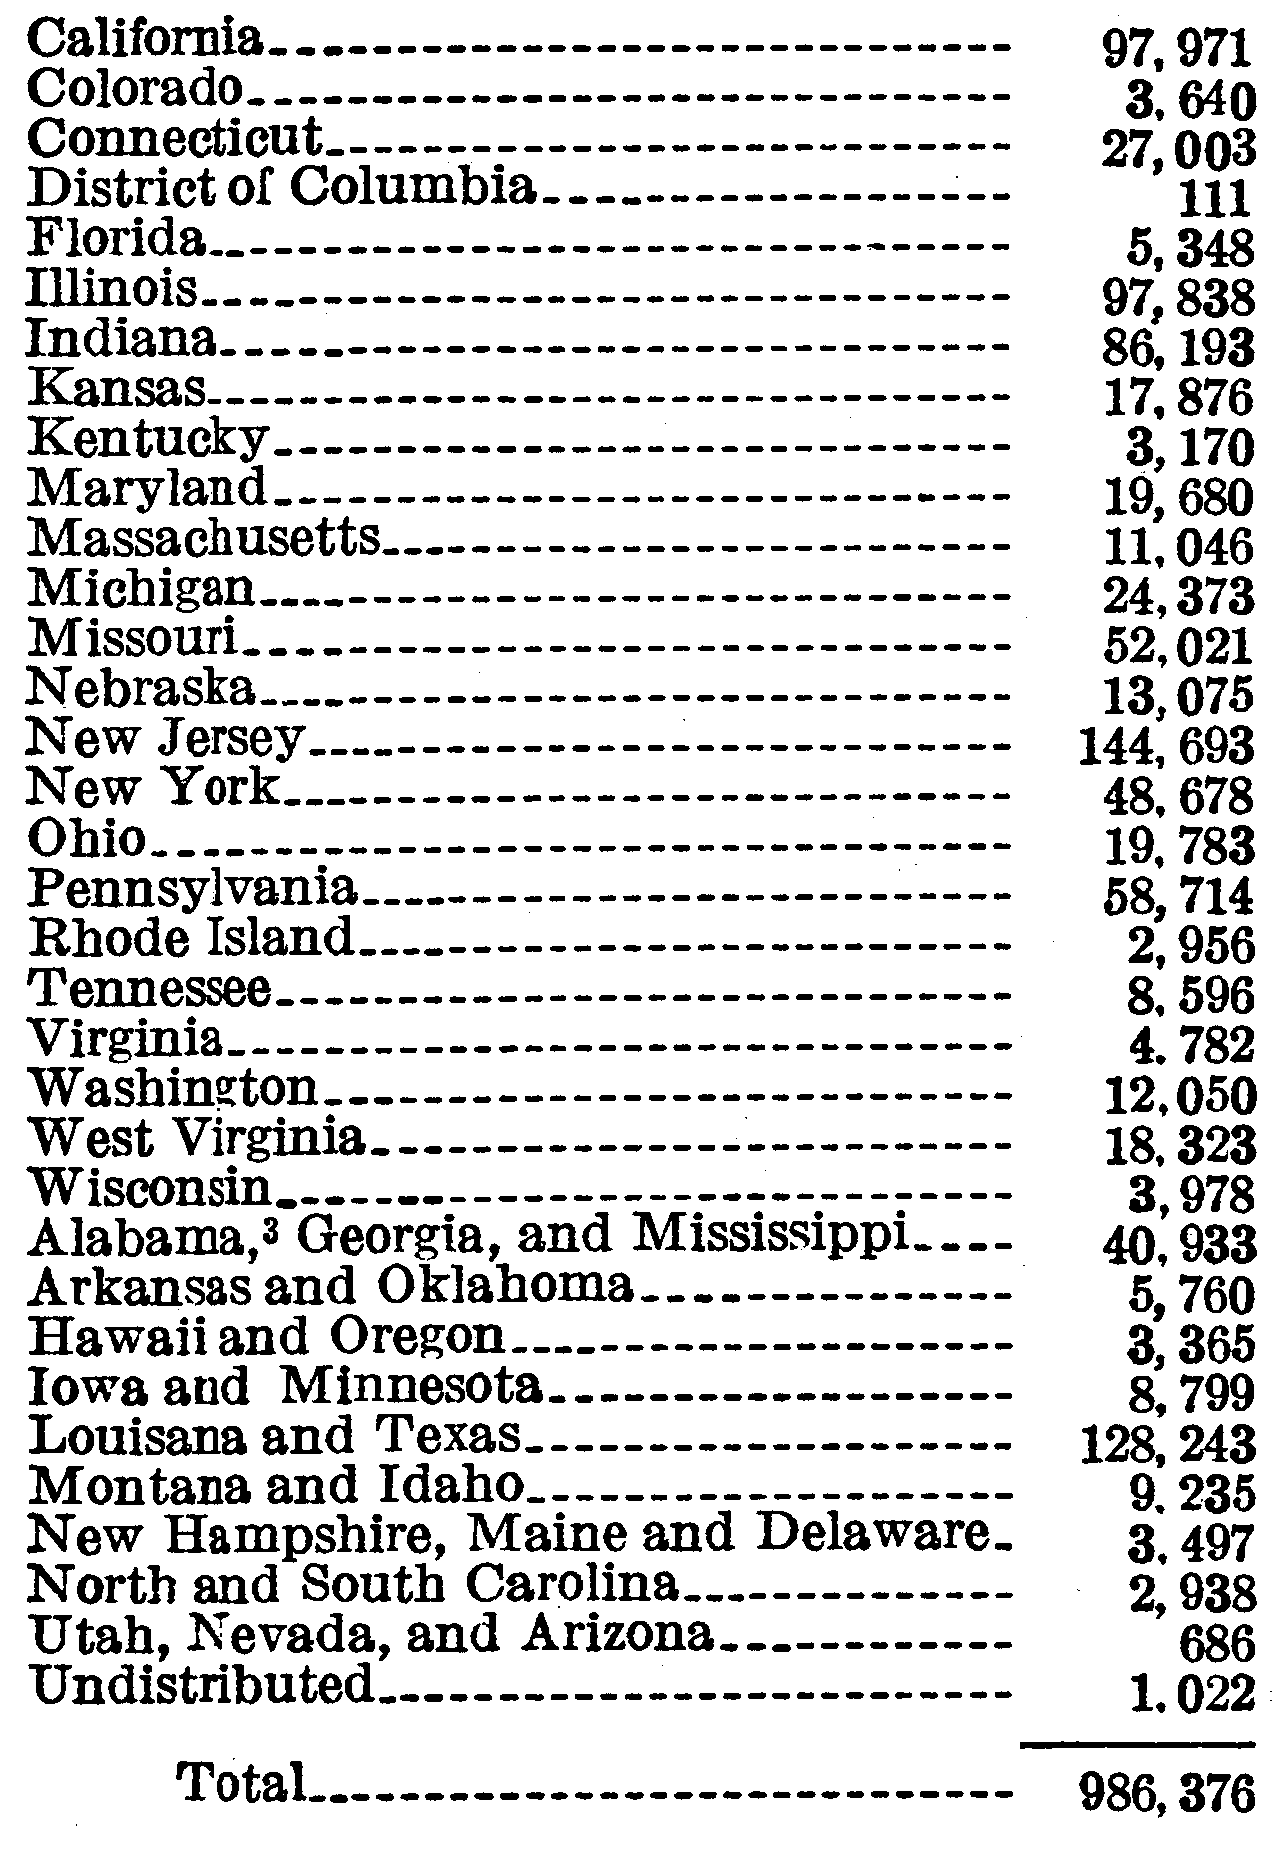 California 97,971
Colorado 3,640
Connecticut 27,003
District of Columbia 111
Florida 5,348
Illinois 97,838
Indiana 86,193
Kansas 17,876
Kentucky 3,170
Maryland 19,680
Massachusetts 11,046
Michigan 24,373
Missouri 52,021
Nebraska 13,075
New Jersey 144,693
New York 48,678
Ohio 19,783
Pennsylvania 58,714
Rhode Island 2,956
Tennessee 8,596
Virginia 4.782
Washington 12,050
West Virginia 18,323
Wisconsin 3,978
Alabama,³ Georgia, and Mississippi 40,933
Arkansas and Oklahoma 5,760
Hawaii and Oregon 3,365
Iowa and Minnesota 8,799
Louisana and Texas 128,243
Montana and Idaho 9.235
New Hampshire, Maine and Delaware 3.497
North and South Carolina 2,938
Utah, Nevada, and Arizona 686
Undistributed 1.022
Total 986,376